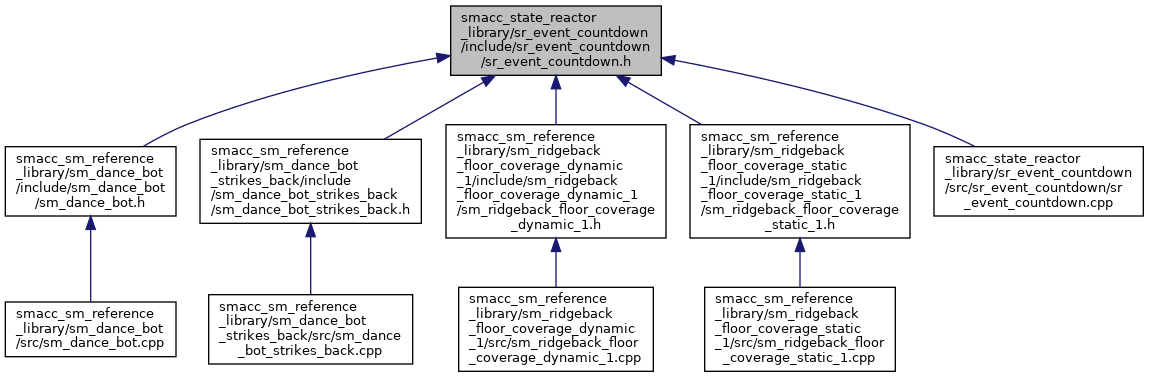 smacc_state_reactor
_library/sr_event_countdown
/include/sr_event_countdown
/sr_event_countdown.h
smacc_sm_reference
_library/sm_dance_bot
/include/sm_dance_bot
/sm_dance_bot.h
smacc_sm_reference
_library/sm_dance_bot
_strikes_back/include
/sm_dance_bot_strikes_back
/sm_dance_bot_strikes_back.h
smacc_sm_reference
_library/sm_ridgeback
_floor_coverage_dynamic
_1/include/sm_ridgeback
_floor_coverage_dynamic_1
/sm_ridgeback_floor_coverage
_dynamic_1.h
smacc_sm_reference
_library/sm_ridgeback
_floor_coverage_static
_1/include/sm_ridgeback
_floor_coverage_static_1
/sm_ridgeback_floor_coverage
_static_1.h
smacc_state_reactor
_library/sr_event_countdown
/src/sr_event_countdown/sr
_event_countdown.cpp
smacc_sm_reference
_library/sm_dance_bot
/src/sm_dance_bot.cpp
smacc_sm_reference
_library/sm_dance_bot
_strikes_back/src/sm_dance
_bot_strikes_back.cpp
smacc_sm_reference
_library/sm_ridgeback
_floor_coverage_dynamic
_1/src/sm_ridgeback_floor
_coverage_dynamic_1.cpp
smacc_sm_reference
_library/sm_ridgeback
_floor_coverage_static
_1/src/sm_ridgeback_floor
_coverage_static_1.cpp